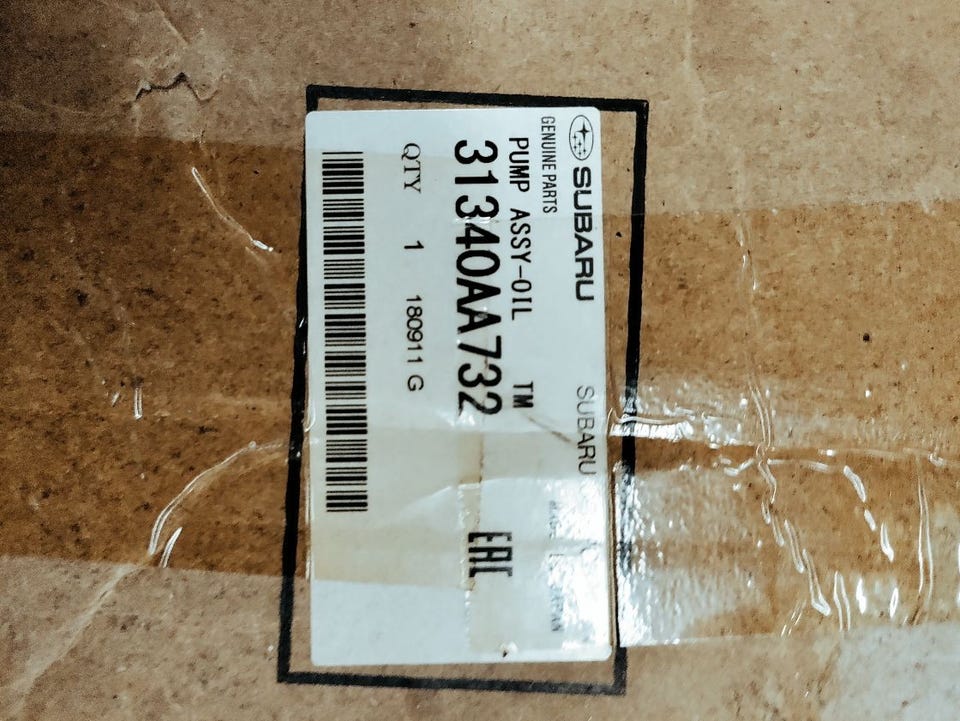 SUBARU SUBARU
GENUINE PARTS
PUMP ASSY-OIL TM
31340AA732
EAC
QTY 1 180911 G